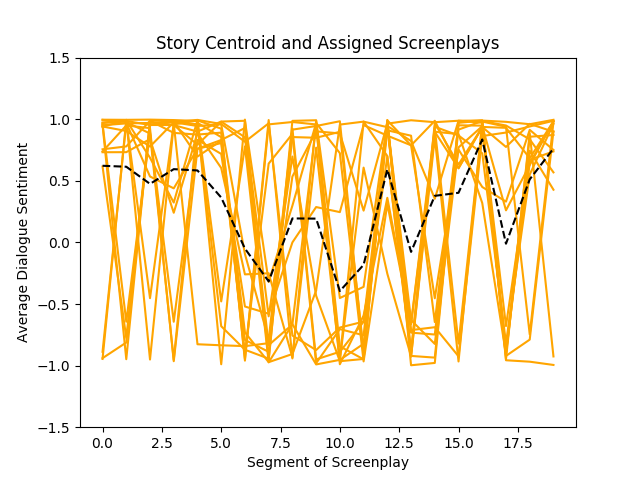 Story Centroid and Assigned Screenplays
1.5
1.0
0.5
0.0
−0.5
−1.0
−1.5
Average Dialogue Sentiment
0.0 2.5 5.0 7.5 10.0 12.5 15.0 17.5
Segment of Screenplay